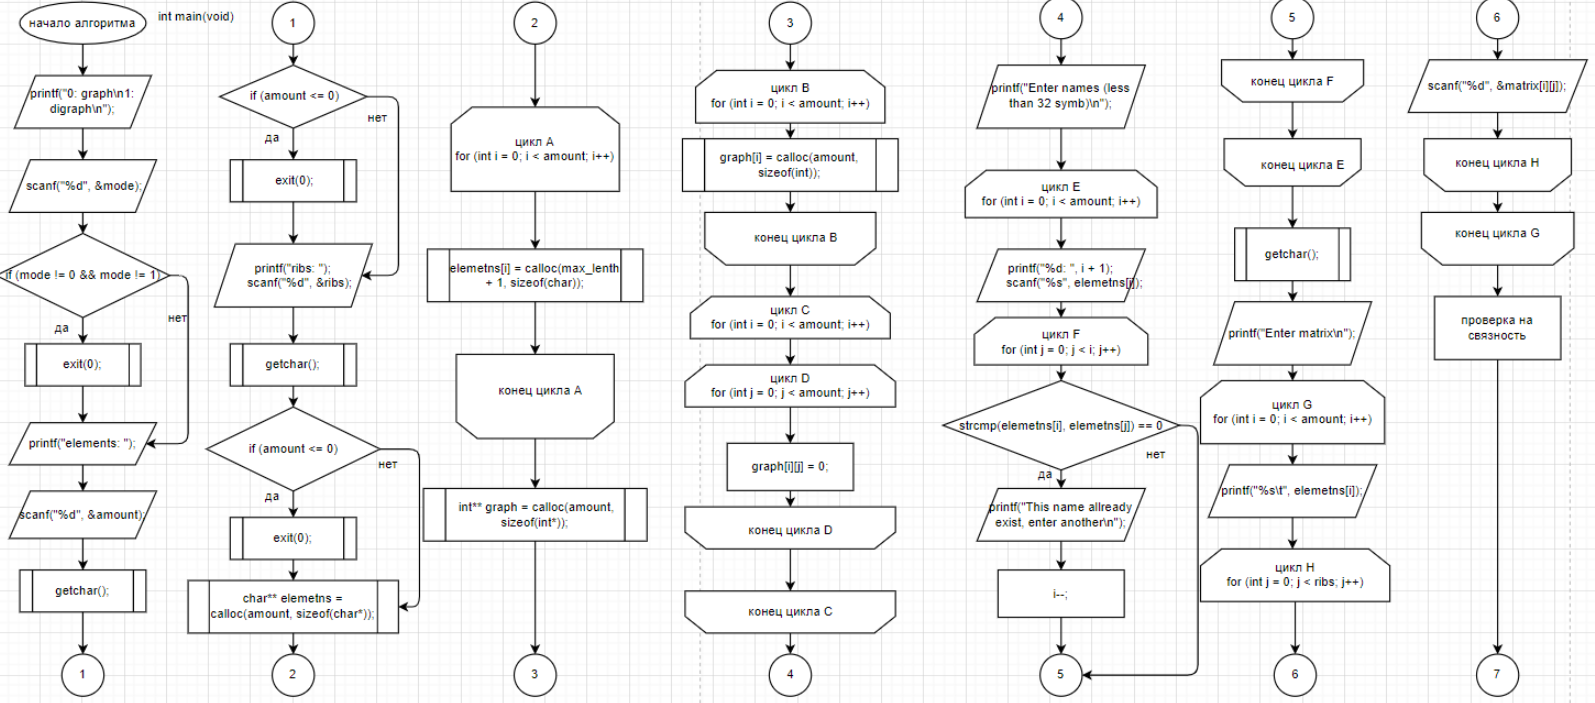 начало алгоритма
int main(void)
printf("0: graph\n1:
digraph\n");
scanf("%d", &mode);
if (mode != 0 && mode != 1)
нет
да
exit(0);
printf("elements: ");
scanf("%d", &amount);
getchar();
1
1
if (amount <= 0)
нет
да
exit(0);
printf("ribs: ");
scanf("%d", &ribs);
getchar();
if (amount <= 0)
нет
да
exit(0);
char** elemetns =
calloc(amount, sizeof(char*));
2
2
цикл A
for (int i = 0; i < amount; i++)
elemetns[i] = calloc(max_lenth
+ 1, sizeof(char));
конец цикла A
int** graph = calloc(amount,
sizeof(int*));
3
3
цикл B
for (int i = 0; i < amount; i++)
graph[i] = calloc(amount,
sizeof(int));
конец цикла B
цикл C
for (int i = 0; i < amount; i++)
цикл D
for (int j = 0; j < amount; j++)
graph[i][j] = 0;
конец цикла D
конец цикла C
4
4
printf("Enter names (less
than 32 symb)\n");
цикл E
for (int i = 0; i < amount; i++)
printf("%d: ", i + 1);
scanf("%s", elemetns[i]);
цикл F
for (int j = 0; j < i; j++)
strcmp(elemetns[i], elemetns[j]) == 0
нет
да
printf("This name allready
exist, enter another\n");
i--;
5
5
конец цикла F
конец цикла E
getchar();
printf("Enter matrix\n");
цикл G
for (int i = 0; i < amount; i++)
printf("%s\t", elemetns[i]);
цикл H
for (int j = 0; j < ribs; j++)
6
6
scanf("%d", &matrix[i][j]);
конец цикла H
конец цикла G
проверка на
связность
7